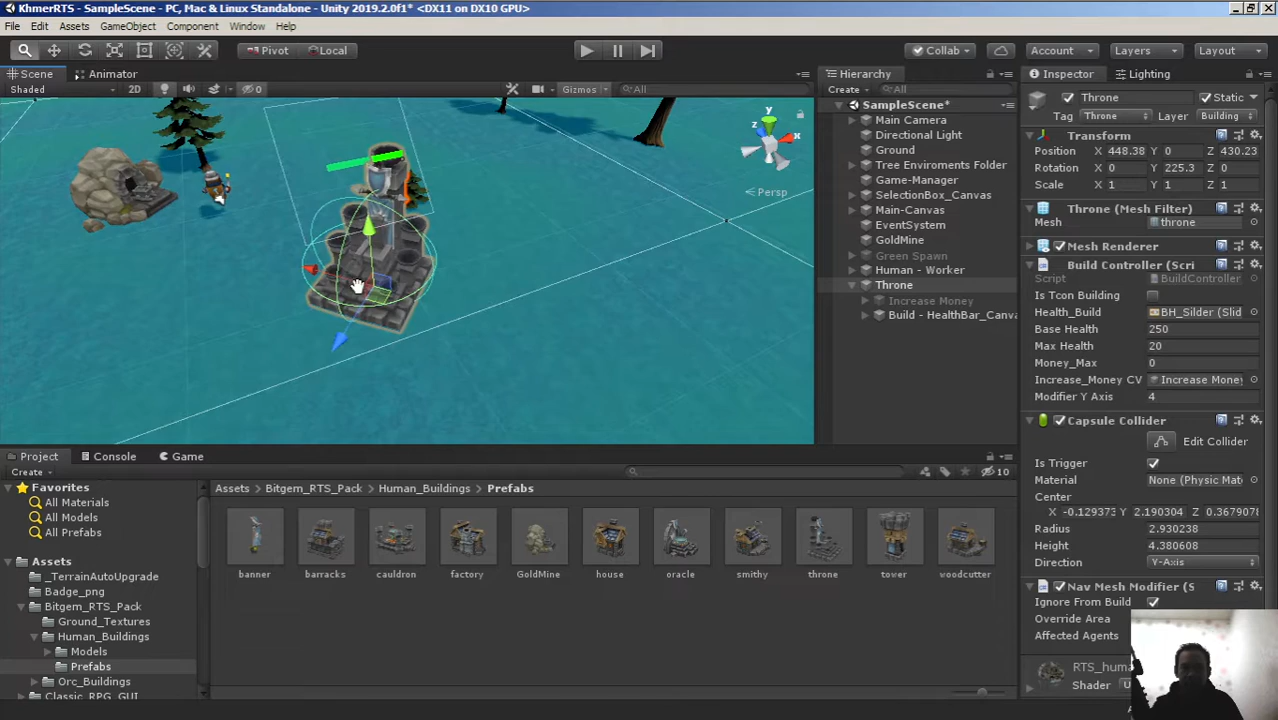 KhmerRTS - SampleScene - PC, Mac & Linux Standalone - Unity 2019.2.0f1* <DX11 on DX10 GPU>
File Edit Assets GameObject Component Window Help
Pivot Local Collab Account Layers Layout
Scene Animator
Shaded 2D 0 Gizmos All
y
z
x
Persp
Hierarchy
Create All
SampleScene*
Main Camera
Directional Light
Ground
Tree Enviroments Folder
Game-Manager
SelectionBox_Canvas
Main-Canvas
EventSystem
GoldMine
Green Spawn
Human - Worker
Throne
Increase Money
Build - HealthBar_Canva
Inspector Lighting
Throne Static
Tag Throne Layer Building
Transform
Position X 448.38 Y 0 Z 430.23
Rotation X 0 Y 225.3 Z 0
Scale X 1 Y 1 Z 1
Throne (Mesh Filter)
Mesh throne
Mesh Renderer
Build Controller (Scri
Script BuildController
Is Tcon Building
Health_Build BH_Silder (Slid
Base Health 250
Max Health 20
Money_Max 0
Increase_Money CV Increase Money
Modifier Y Axis 4
Capsule Collider
Edit Collider
Is Trigger
Material None (Physic Mat
Center
X -0.129373 Y 2.190304 Z 0.3679078
Radius 2.930238
Height 4.380608
Direction Y-Axis
Nav Mesh Modifier (S
Ignore From Build
Override Area
Affected Agents
RTS_hum
Shader U
Project Console Game
Create 10
Favorites
All Materials
All Models
All Prefabs
Assets
_TerrainAutoUpgrade
Badge_png
Bitgem_RTS_Pack
Ground_Textures
Human_Buildings
Models
Prefabs
Orc_Buildings
Classic_RPG_GUI
Assets Bitgem_RTS_Pack Human_Buildings Prefabs
banner barracks cauldron factory GoldMine house oracle smithy throne tower woodcutter